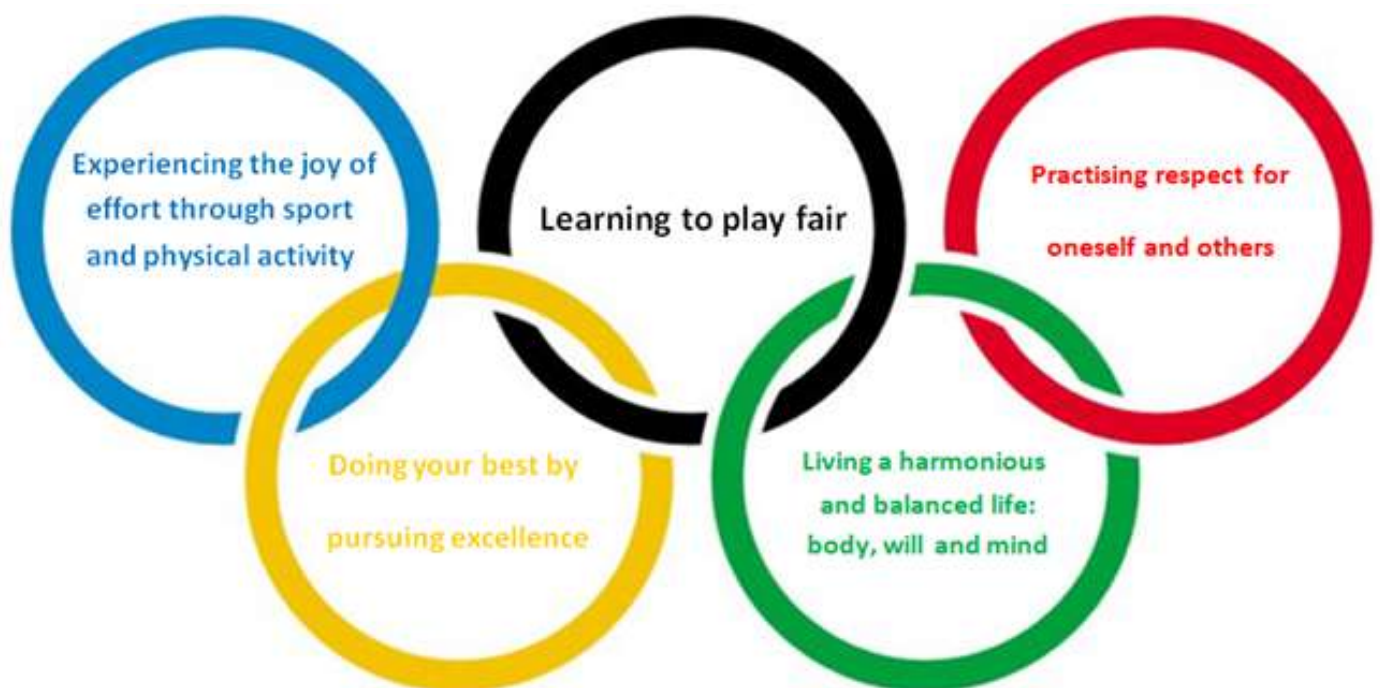 Experiencing the joy of
effort through sport
and physical activity
Learning to play fair
Practising respect for
oneself and others
Doing your best by
pursuing excellence
Living a harmonious
and balanced life:
body, will and mind